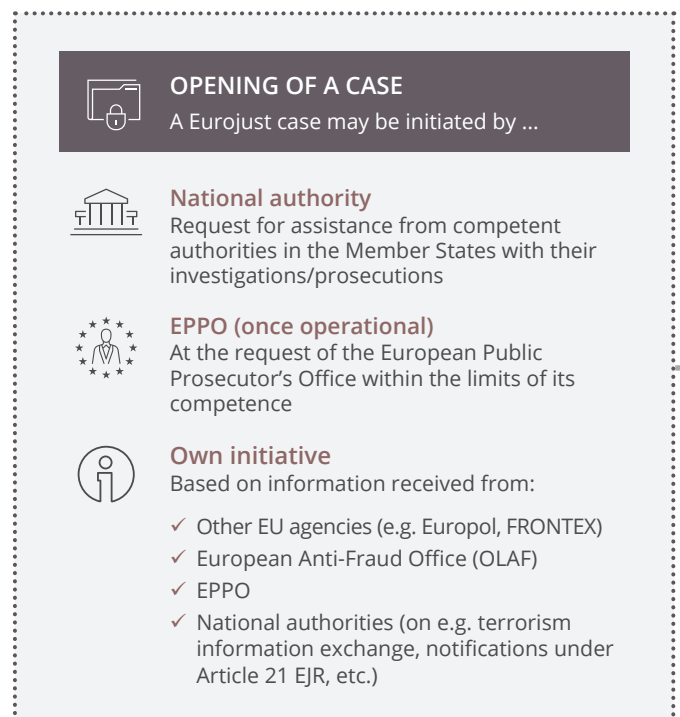 OPENING OF A CASE
A Eurojust case may be initiated by ...
National authority
Request for assistance from competent
authorities in the Member States with their
investigations/prosecutions
EPPO (once operational)
At the request of the European Public
Prosecutor’s Office within the limits of its
competence
Own initiative
Based on information received from:
✓ Other EU agencies (e.g. Europol, FRONTEX)
✓ European Anti-Fraud Office (OLAF)
✓ EPPO
✓ National authorities (on e.g. terrorism
information exchange, notifications under
Article 21 EJR, etc.)